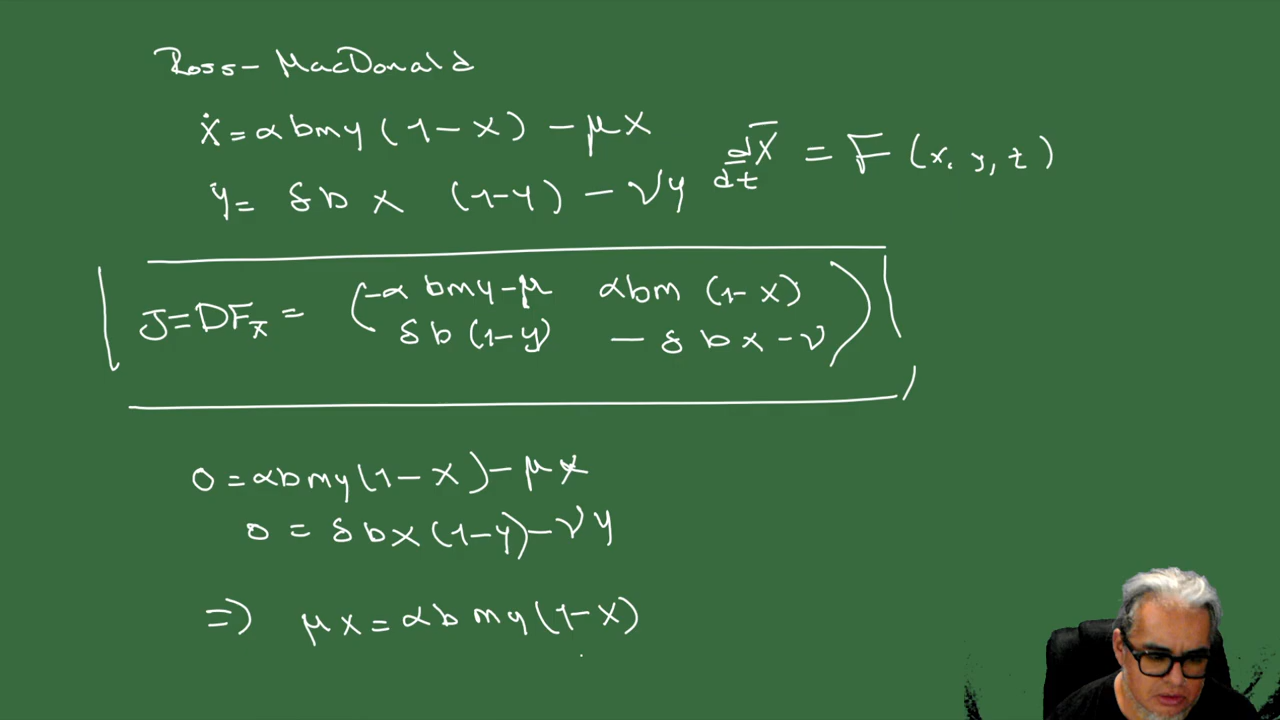 Ross-MacDonald
ẋ = αbmy(1-x) - μx
ẏ = δbx (1-y) - νy
dX̄/dt = F(x, y, t)
J = DF_x̄ = (-αbmy-μ αbm(1-x)
δb(1-y) -δbx-ν)
0 = αbmy(1-x) - μx
0 = δbx(1-y) - νy
⇒ μx = αbmy(1-x)